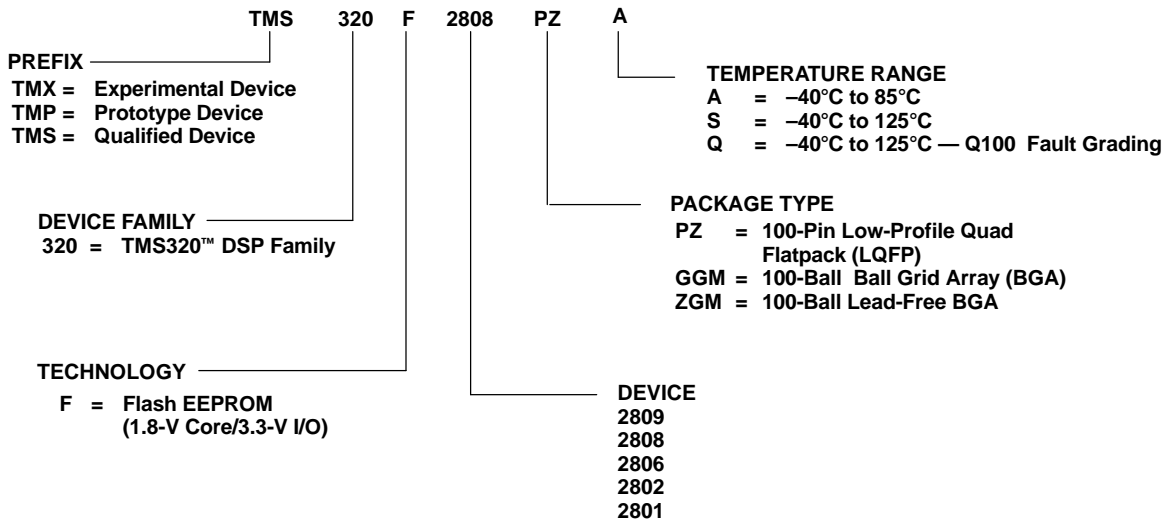 TMS 320 F 2808 PZ A
PREFIX
TMX = Experimental Device
TMP = Prototype Device
TMS = Qualified Device
TEMPERATURE RANGE
A = –40°C to 85°C
S = –40°C to 125°C
Q = –40°C to 125°C — Q100 Fault Grading
DEVICE FAMILY
320 = TMS320™ DSP Family
PACKAGE TYPE
PZ = 100-Pin Low-Profile Quad
Flatpack (LQFP)
GGM = 100-Ball Ball Grid Array (BGA)
ZGM = 100-Ball Lead-Free BGA
TECHNOLOGY
F = Flash EEPROM
(1.8-V Core/3.3-V I/O)
DEVICE
2809
2808
2806
2802
2801